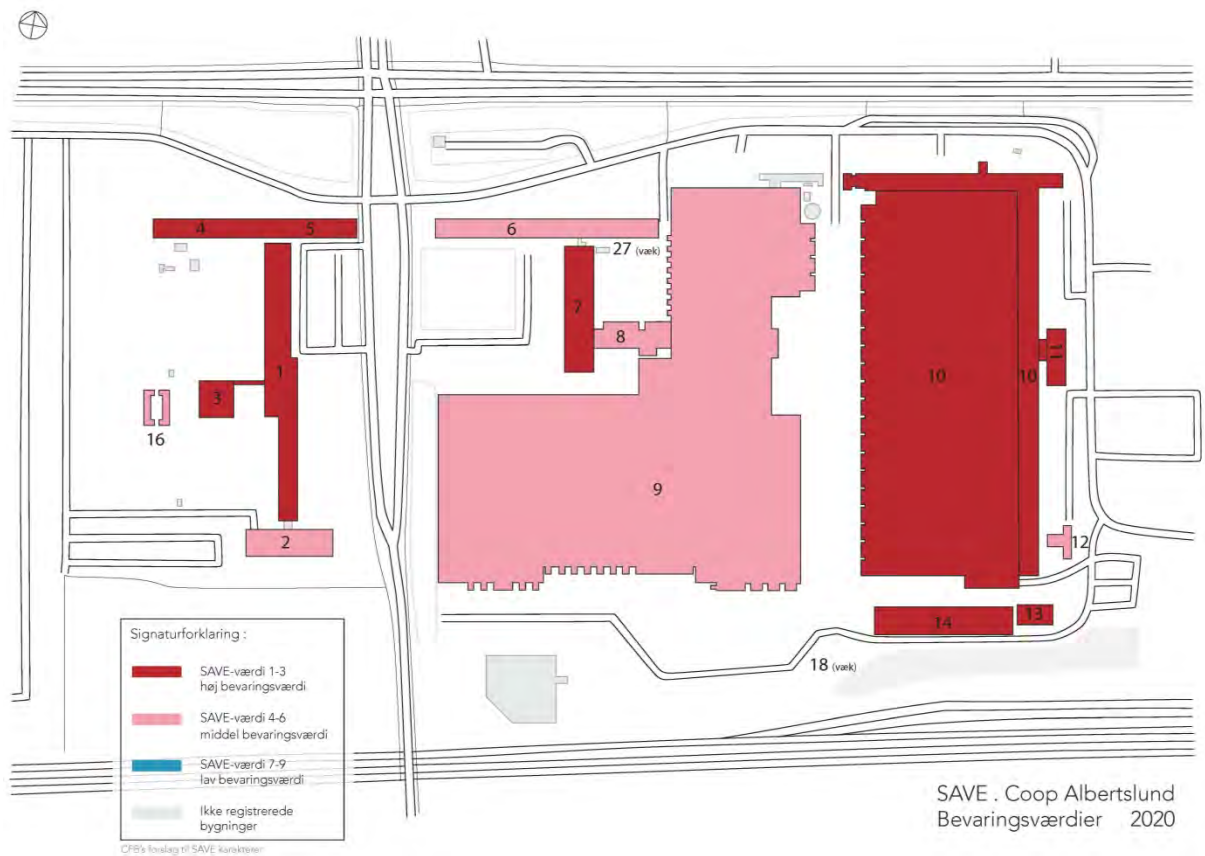 4 5 6
27 (væk)
7
8
1
3
10 10 11
16
9
2
12
14 13
18 (væk)
Signaturforklaring :
SAVE-værdi 1-3
høj bevaringsværdi
SAVE-værdi 4-6
middel bevaringsværdi
SAVE-værdi 7-9
lav bevaringsværdi
Ikke registrerede
bygninger
CFB's forslag til SAVE karakterer
SAVE . Coop Albertslund
Bevaringsværdier 2020